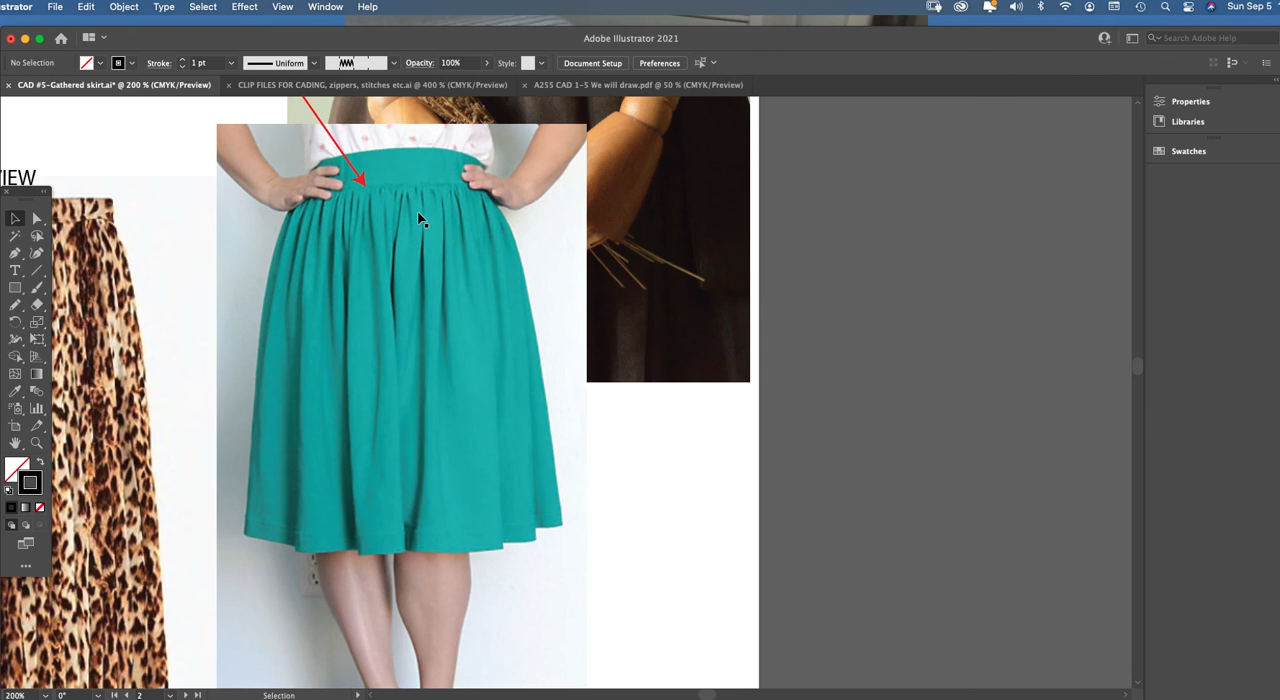 strator File Edit Object Type Select Effect View Window Help Sun Sep 5
Adobe Illustrator 2021 Search Adobe Help
No Selection Stroke: 1 pt Uniform Opacity: 100% Style: Document Setup Preferences
× CAD #5-Gathered skirt.ai* @ 200 % (CMYK/Preview) × CLIP FILES FOR CADING, zippers, stitches etc.ai @ 400 % (CMYK/Preview) × A255 CAD 1-5 We will draw.pdf @ 50 % (CMYK/Preview)
Properties
Libraries
Swatches
IEW
200% 0° 2 Selection